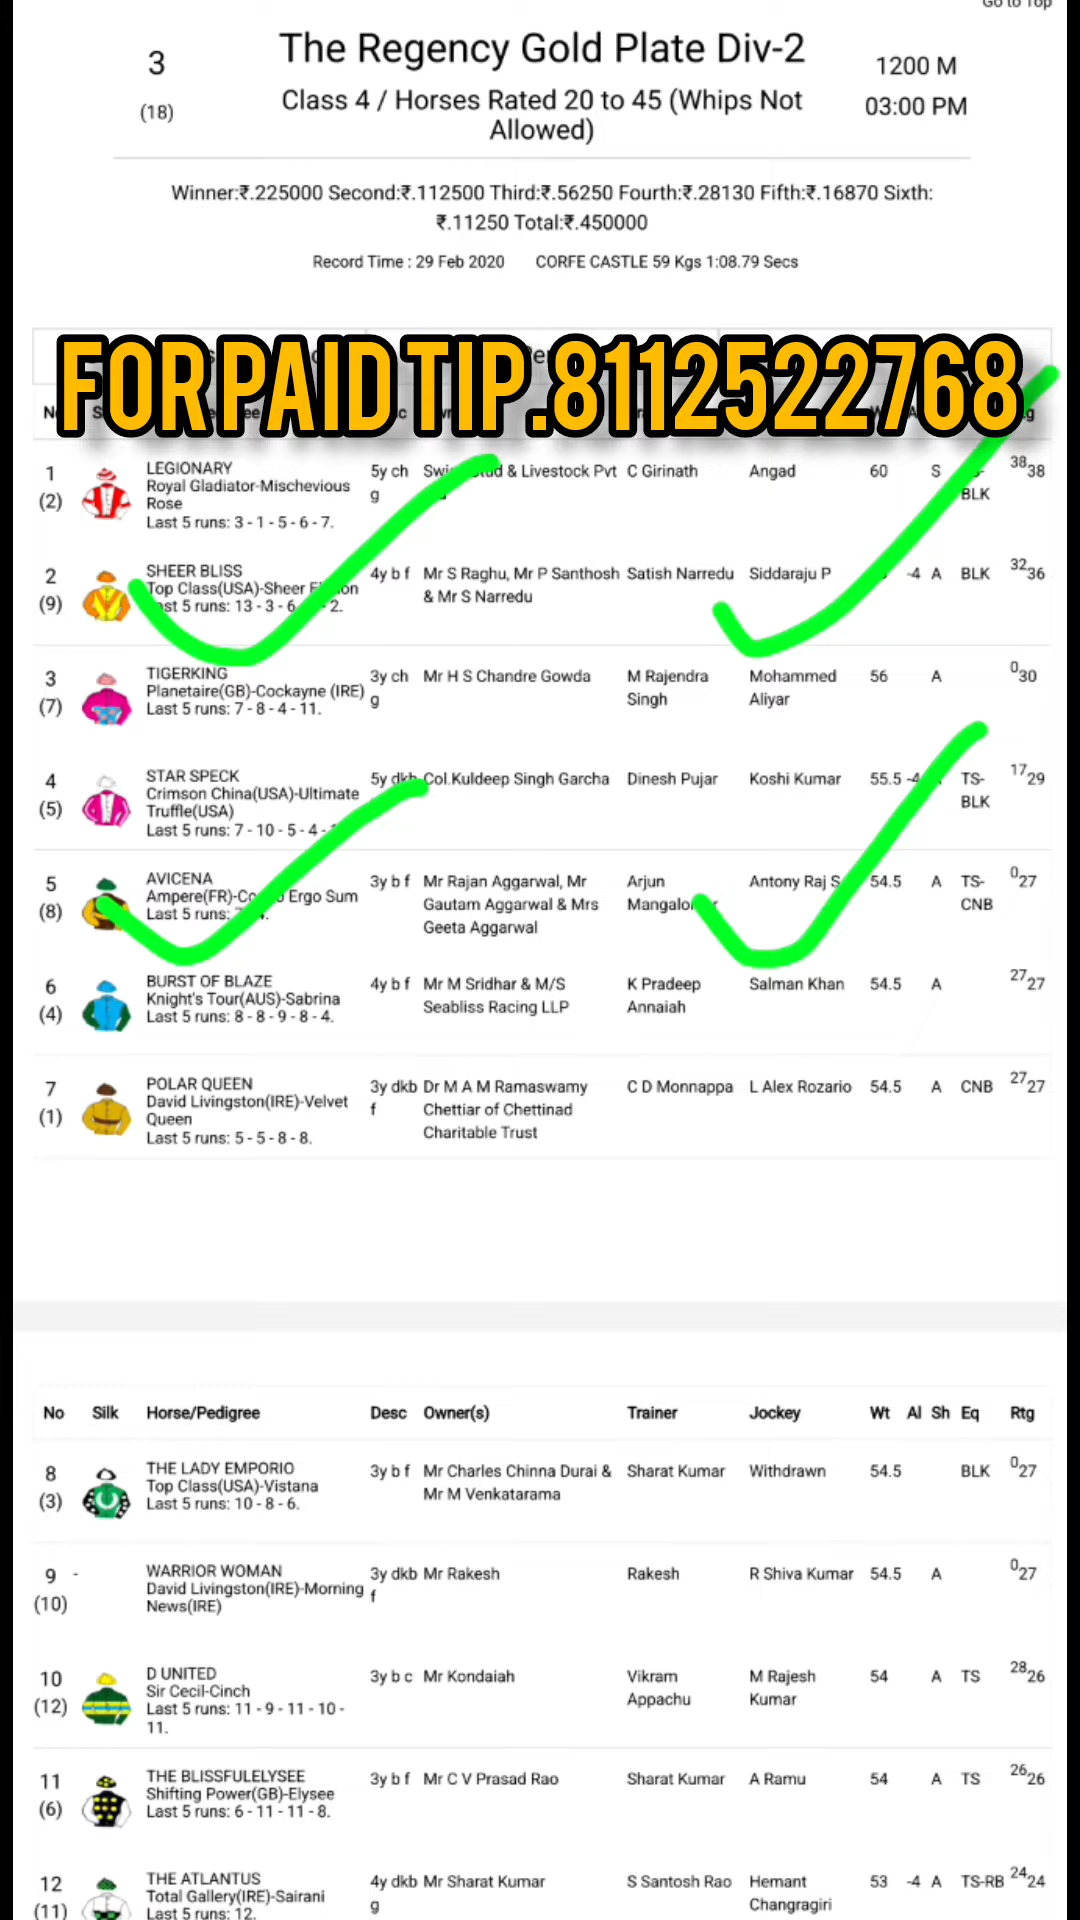 Go to Top
3
The Regency Gold Plate Div-2
1200 M
(18)
Class 4 / Horses Rated 20 to 45 (Whips Not
Allowed)
03:00 PM
Winner:₹.225000 Second:₹.112500 Third:₹.56250 Fourth:₹.28130 Fifth:₹.16870 Sixth:
₹.11250 Total:₹.450000
Record Time : 29 Feb 2020 CORFE CASTLE 59 Kgs 1:08.79 Secs
FOR PAID TIP.8112522768
1 LEGIONARY 5y ch & Livestock Pvt C Girinath Angad 60 S 38 38
(2) Royal Gladiator-Mischevious g BLK
Rose
Last 5 runs: 3 - 1 - 5 - 6 - 7.
2 SHEER BLISS 4y b f Mr S Raghu, Mr P Santhosh Satish Narredu Siddaraju P -4 A BLK 32 36
(9) Top Class(USA)-Sheer & Mr S Narredu
5 runs: 13 - 3 - 6 2.
3 TIGERKING 3y ch Mr H S Chandre Gowda M Rajendra Mohammed 56 A 0 30
(7) Planetaire(GB)-Cockayne (IRE) g Singh Aliyar
Last 5 runs: 7 - 8 - 4 - 11.
4 STAR SPECK 5y dkb Col.Kuldeep Singh Garcha Dinesh Pujar Koshi Kumar 55.5 TS- 17 29
(5) Crimson China(USA)-Ultimate BLK
Truffle(USA)
Last 5 runs: 7 - 10 - 5 - 4 -
5 AVICENA 3y b f Mr Rajan Aggarwal, Mr Arjun Antony Raj S 54.5 A TS- 0 27
(8) Ampere(FR)- Ergo Sum Gautam Aggarwal & Mrs CNB
Last 5 runs: Geeta Aggarwal
6 BURST OF BLAZE 4y b f Mr M Sridhar & M/S K Pradeep Salman Khan 54.5 A 27 27
(4) Knight's Tour(AUS)-Sabrina Seabliss Racing LLP Annaiah
Last 5 runs: 8 - 8 - 9 - 8 - 4.
7 POLAR QUEEN 3y dkb Dr M A M Ramaswamy C D Monnappa L Alex Rozario 54.5 A CNB 27 27
(1) David Livingston(IRE)-Velvet f Chettiar of Chettinad
Queen Charitable Trust
Last 5 runs: 5 - 5 - 8 - 8.
No Silk Horse/Pedigree Desc Owner(s) Trainer Jockey Wt Al Sh Eq Rtg
8 THE LADY EMPORIO 3y b f Mr Charles Chinna Durai & Sharat Kumar Withdrawn 54.5 BLK 0 27
(3) Top Class(USA)-Vistana Mr M Venkatarama
Last 5 runs: 10 - 8 - 6.
9 - WARRIOR WOMAN 3y dkb Mr Rakesh Rakesh R Shiva Kumar 54.5 A 0 27
(10) David Livingston(IRE)-Morning f
News(IRE)
10 D UNITED 3y b c Mr Kondaiah Vikram M Rajesh 54 A TS 28 26
(12) Sir Cecil-Cinch Appachu Kumar
Last 5 runs: 11 - 9 - 11 - 10 -
11.
11 THE BLISSFULELYSEE 3y b f Mr C V Prasad Rao Sharat Kumar A Ramu 54 A TS 26 26
(6) Shifting Power(GB)-Elysee
Last 5 runs: 6 - 11 - 11 - 8.
12 THE ATLANTUS 4y dkb Mr Sharat Kumar S Santosh Rao Hemant 53 -4 A TS-RB 24 24
(11) Total Gallery(IRE)-Sairani g Changragiri
Last 5 runs: 12.